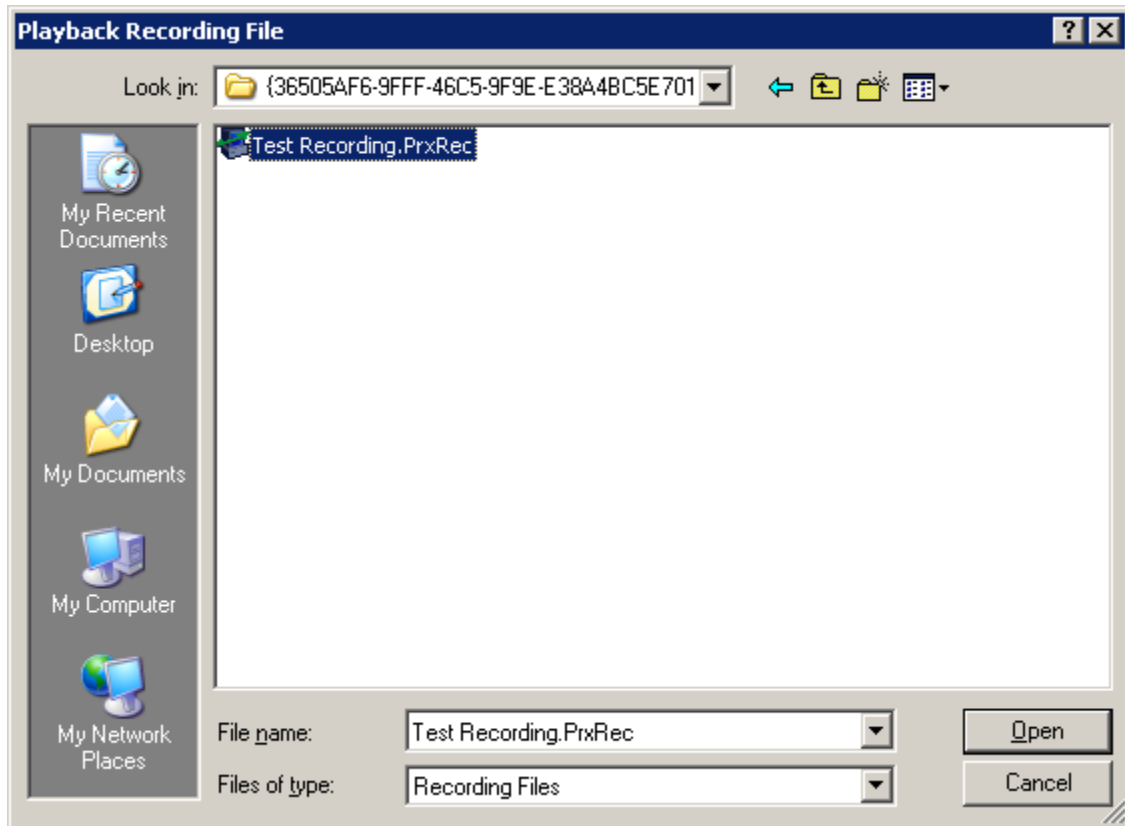 Playback Recording File
Look in: {36505AF6-9FFF-46C5-9F9E-E38A4BC5E701
Test Recording.PrxRec
My Recent
Documents
Desktop
My Documents
My Computer
My Network
Places
File name: Test Recording.PrxRec Open
Files of type: Recording Files Cancel